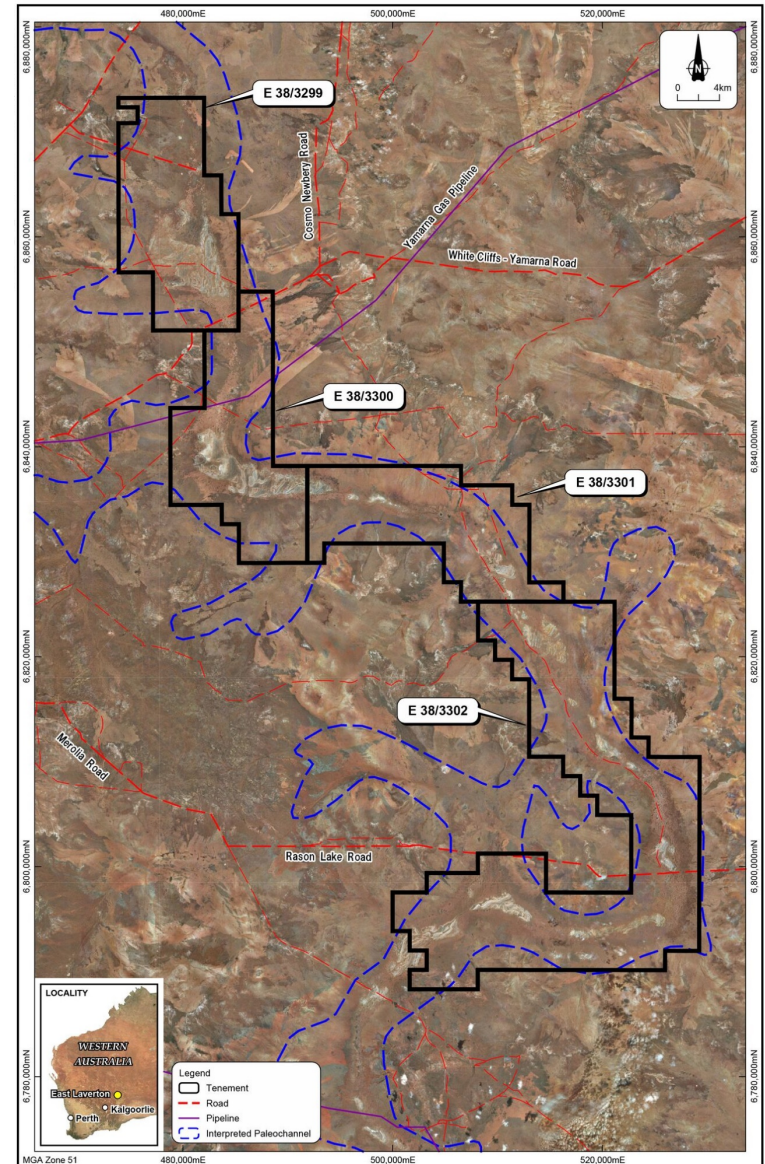 480,000mE
500,000mE
520,000mE
6,880,000mN
6,880,000mN
N
0 4km
E 38/3299
Cosmo Newbery Road
Yamarna Gas Pipeline
White Cliffs - Yamarna Road
6,860,000mN
6,860,000mN
E 38/3300
6,840,000mN
6,840,000mN
E 38/3301
6,820,000mN
6,820,000mN
E 38/3302
Merolia Road
Rason Lake Road
6,800,000mN
6,800,000mN
LOCALITY
WESTERN
AUSTRALIA
East Laverton
Kalgoorlie
Perth
Legend
Tenement
Road
Pipeline
Interpreted Paleochannel
6,780,000mN
6,780,000mN
MGA Zone 51
480,000mE
500,000mE
520,000mE